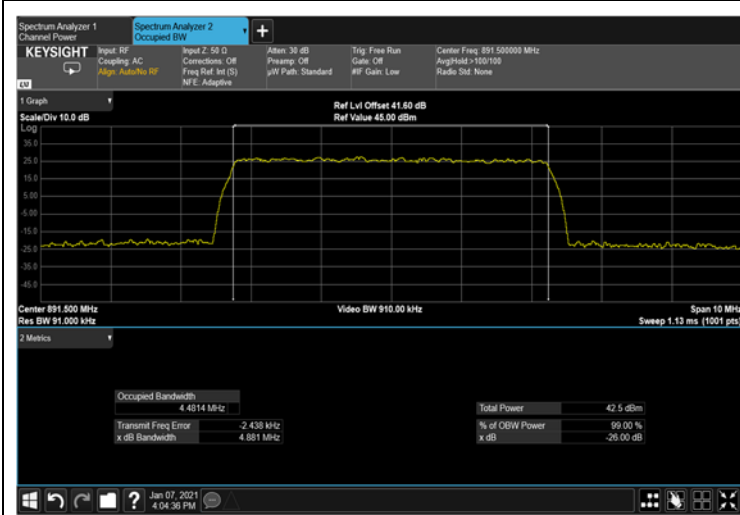 Spectrum Analyzer 1
Channel Power
Spectrum Analyzer 2
Occupied BW
KEYSIGHT
Input: RF
Coupling: AC
Align: Auto/No RF
Input Z: 50 Ω
Corrections: Off
Freq Ref: Int (S)
NFE: Adaptive
Atten: 30 dB
Preamp: Off
µW Path: Standard
Trig: Free Run
Gate: Off
#IF Gain: Low
Center Freq: 891.500000 MHz
Avg|Hold:>100/100
Radio Std: None
1 Graph
Scale/Div 10.0 dB
Ref Lvl Offset 41.60 dB
Ref Value 45.00 dBm
Log
35.0
25.0
15.0
5.00
-5.00
-15.0
-25.0
-35.0
-45.0
Center 891.500 MHz
Res BW 91.000 kHz
Video BW 910.00 kHz
Span 10 MHz
Sweep 1.13 ms (1001 pts)
2 Metrics
Occupied Bandwidth
4.4814 MHz
Transmit Freq Error -2.438 kHz
x dB Bandwidth 4.881 MHz
Total Power 42.5 dBm
% of OBW Power 99.00 %
x dB -26.00 dB
Jan 07, 2021
4:04:36 PM